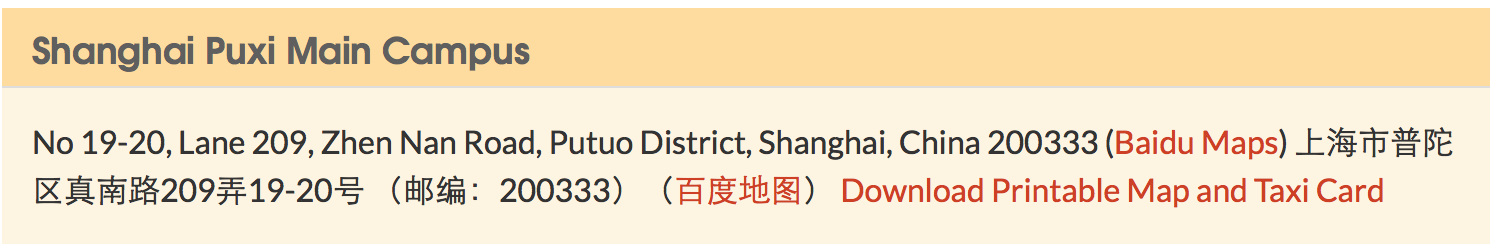 Shanghai Puxi Main Campus
No 19-20, Lane 209, Zhen Nan Road, Putuo District, Shanghai, China 200333 (Baidu Maps) 上海市普陀
区真南路209弄19-20号 （邮编：200333）（百度地图） Download Printable Map and Taxi Card